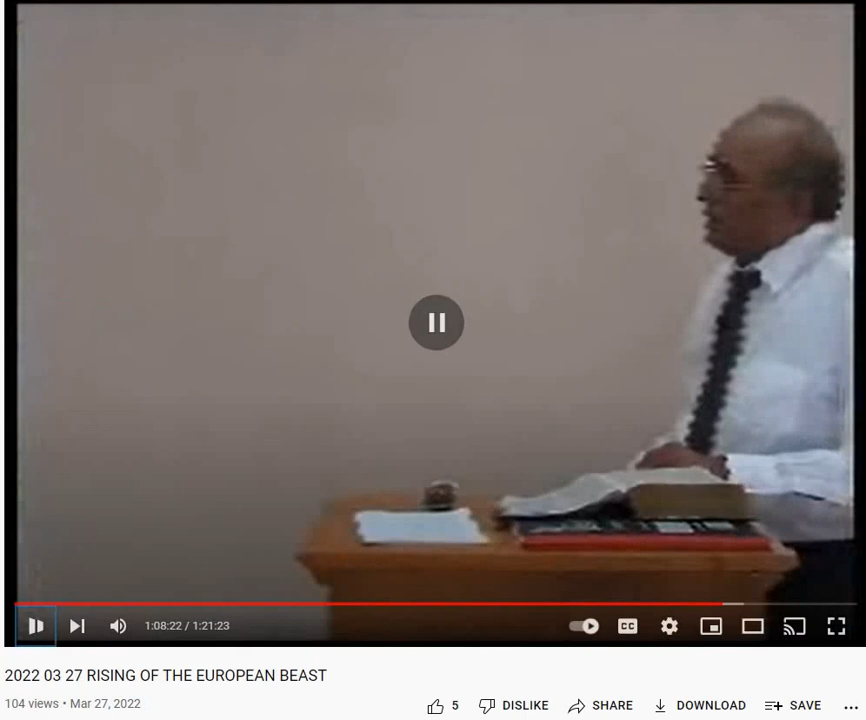 1:08:22 / 1:21:23
CC
2022 03 27 RISING OF THE EUROPEAN BEAST
104 views • Mar 27, 2022
5 DISLIKE SHARE DOWNLOAD SAVE ...